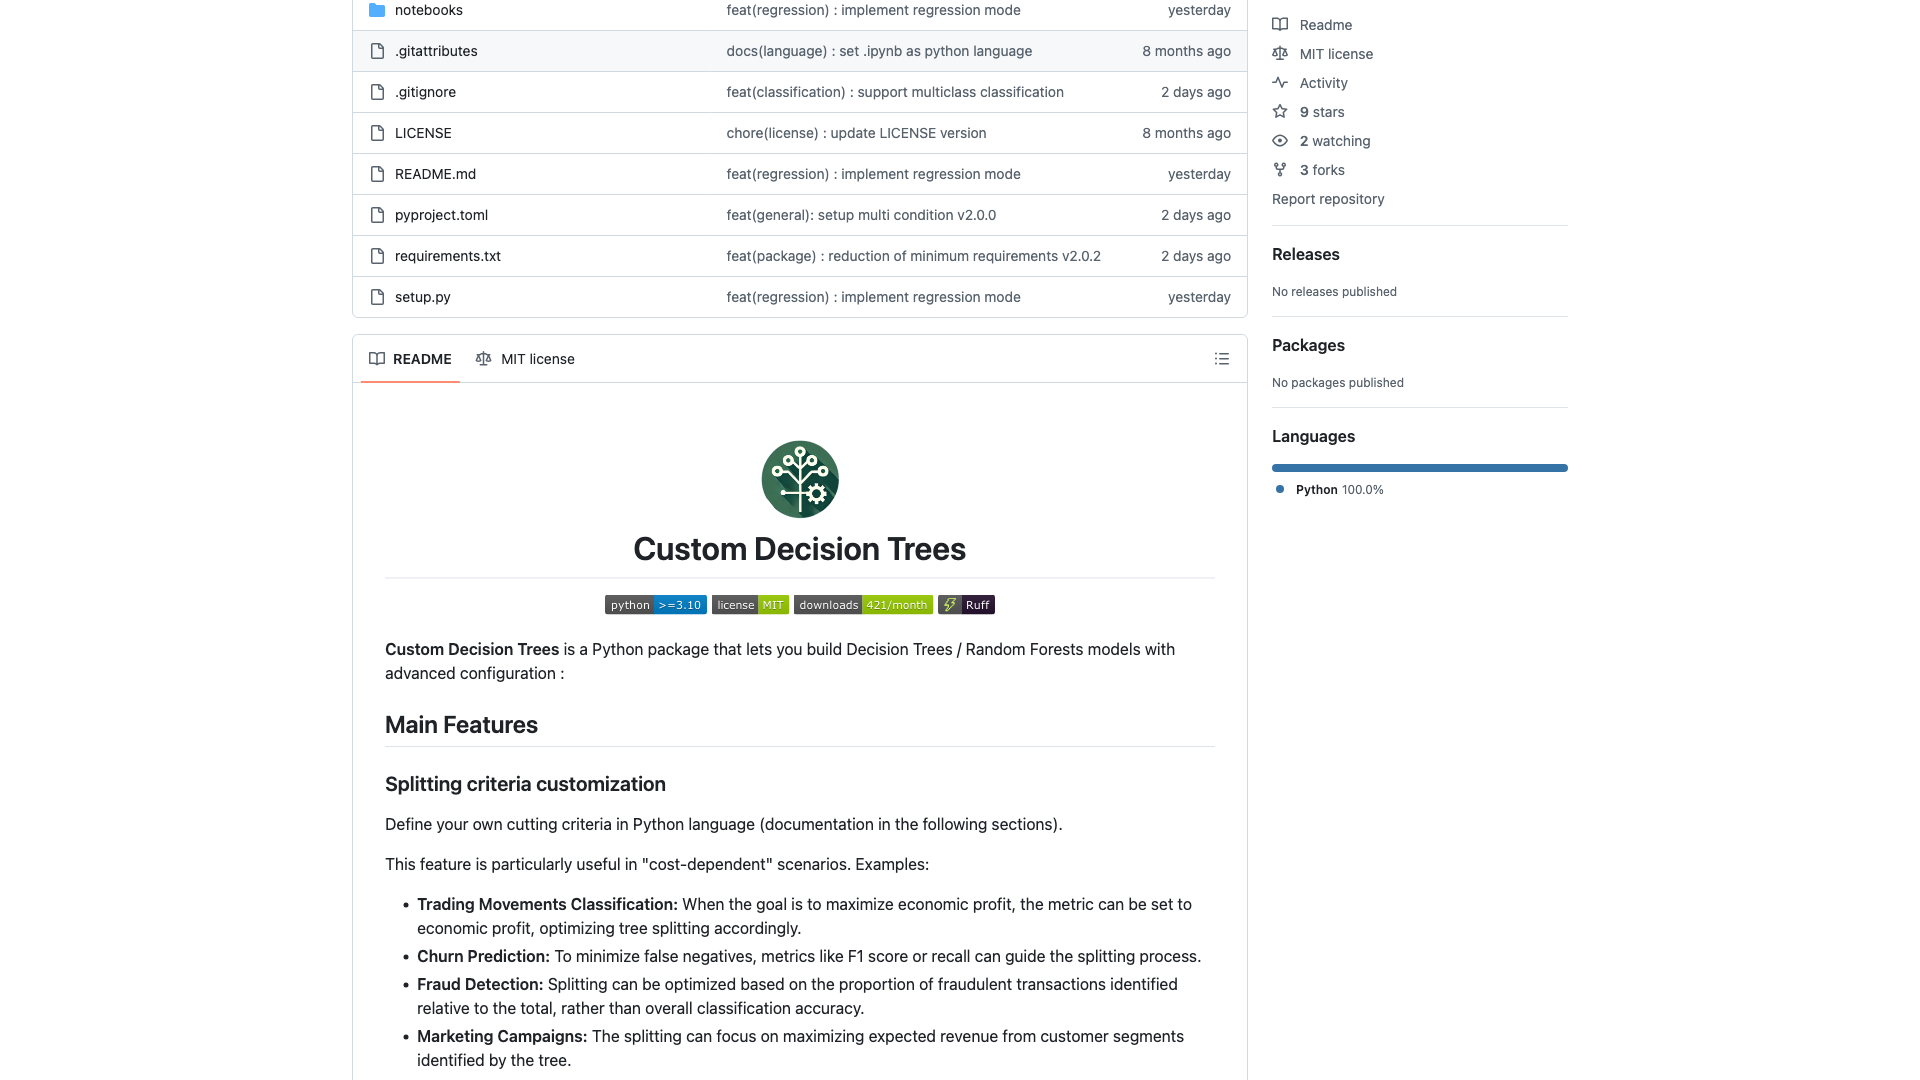 notebooks feat(regression) : implement regression mode yesterday
.gitattributes docs(language) : set .ipynb as python language 8 months ago
.gitignore feat(classification) : support multiclass classification 2 days ago
LICENSE chore(license) : update LICENSE version 8 months ago
README.md feat(regression) : implement regression mode yesterday
pyproject.toml feat(general): setup multi condition v2.0.0 2 days ago
requirements.txt feat(package) : reduction of minimum requirements v2.0.2 2 days ago
setup.py feat(regression) : implement regression mode yesterday
README MIT license
Custom Decision Trees
python >=3.10 license MIT downloads 421/month Ruff
Custom Decision Trees is a Python package that lets you build Decision Trees / Random Forests models with
advanced configuration :
Main Features
Splitting criteria customization
Define your own cutting criteria in Python language (documentation in the following sections).
This feature is particularly useful in "cost-dependent" scenarios. Examples:
• Trading Movements Classification: When the goal is to maximize economic profit, the metric can be set to
economic profit, optimizing tree splitting accordingly.
• Churn Prediction: To minimize false negatives, metrics like F1 score or recall can guide the splitting process.
• Fraud Detection: Splitting can be optimized based on the proportion of fraudulent transactions identified
relative to the total, rather than overall classification accuracy.
• Marketing Campaigns: The splitting can focus on maximizing expected revenue from customer segments
identified by the tree.
Readme
MIT license
Activity
9 stars
2 watching
3 forks
Report repository
Releases
No releases published
Packages
No packages published
Languages
Python 100.0%